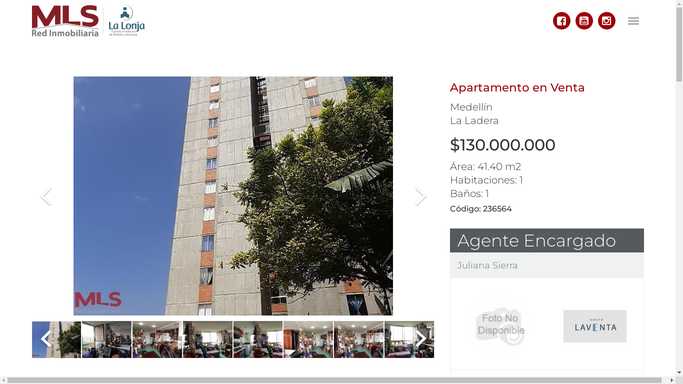 MLS
Red Inmobiliaria
La Lonja
Apartamento en Venta
Medellín
La Ladera
$130.000.000
Área: 41.40 m2
Habitaciones: 1
Baños: 1
Código: 236564
MLS
Agente Encargado
Juliana Sierra
Foto No
Disponible
LAVENTA